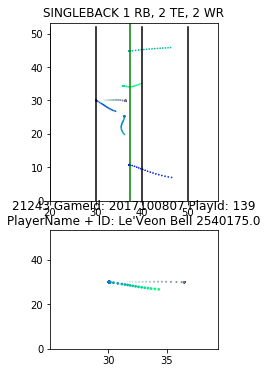 SINGLEBACK 1 RB, 2 TE, 2 WR
50
40
30
20
10
0
20 30 40 50
21243 GameId: 2017100807 PlayId: 139
PlayerName + ID: Le'Veon Bell 2540175.0
40
20
0
30 35